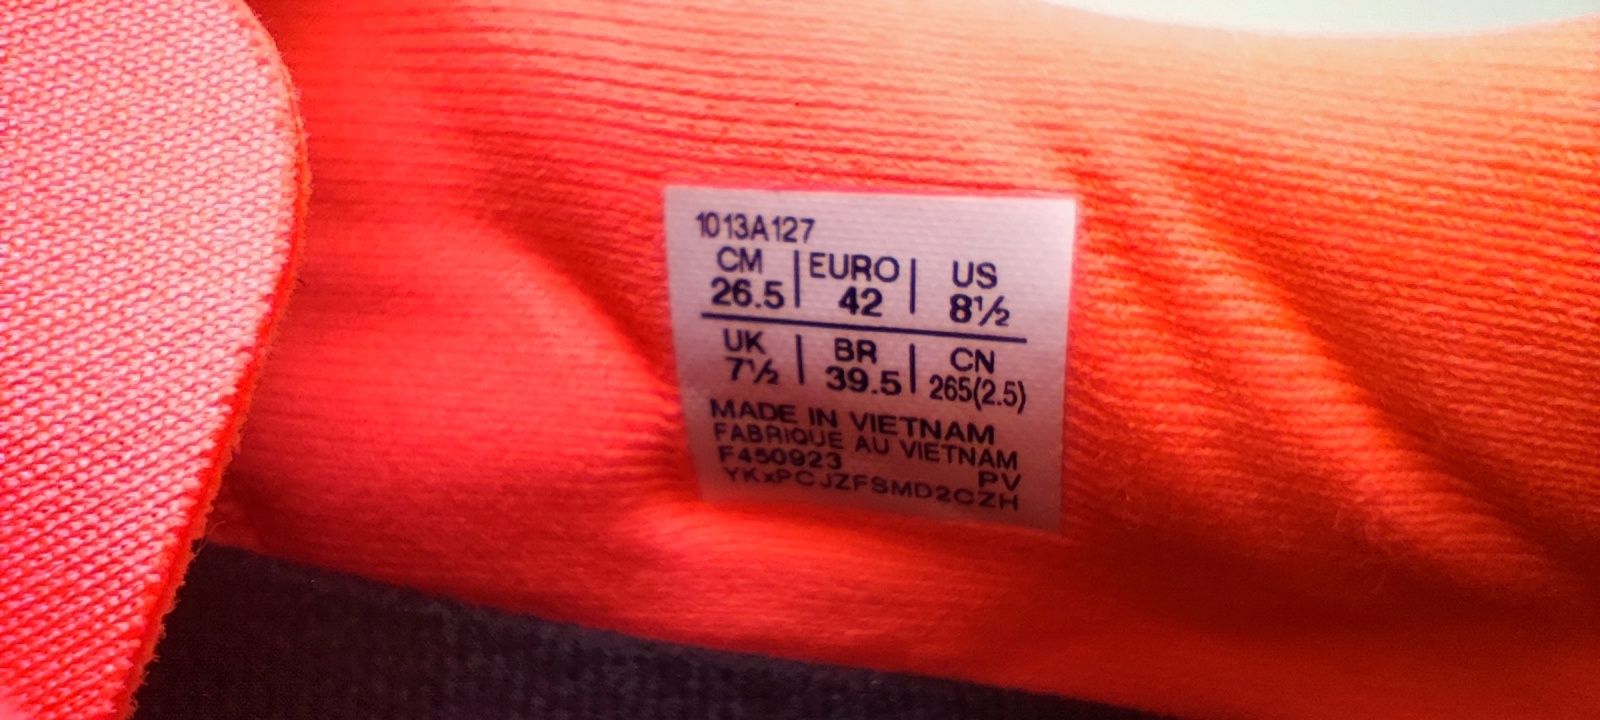 1013A127
CM | EURO | US
26.5 | 42 | 8½
UK | BR | CN
7½ | 39.5 | 265(2.5)
MADE IN VIETNAM
FABRIQUE AU VIETNAM
F450923 PV
YKxPCJZFSMD2CZH